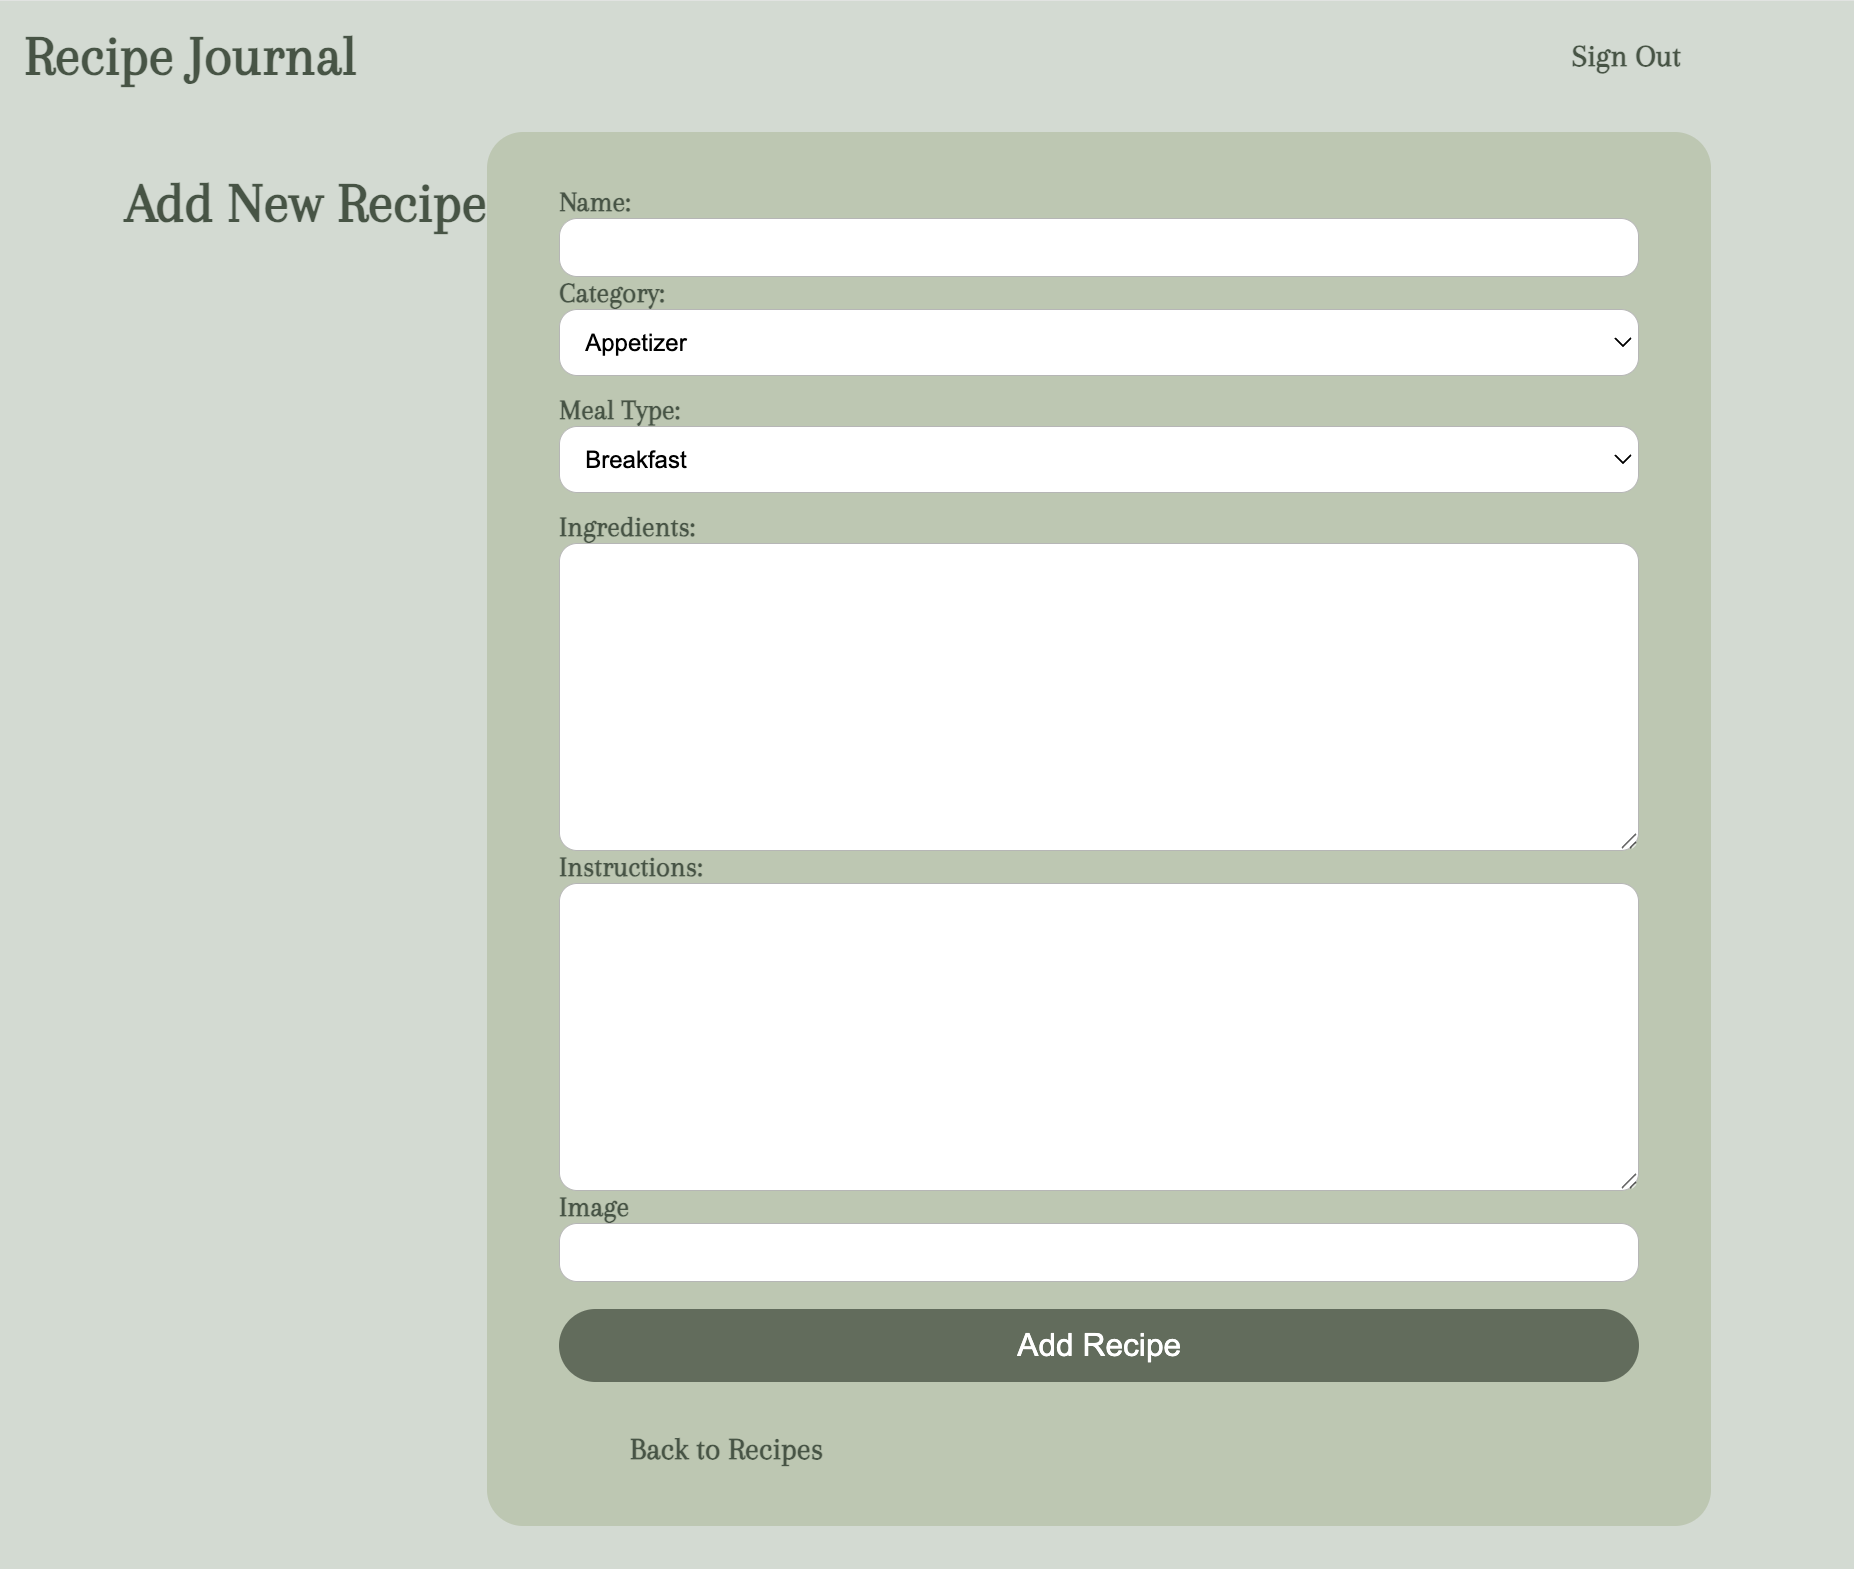 Recipe Journal
Sign Out
Add New Recipe
Name:
Category:
Appetizer
Meal Type:
Breakfast
Ingredients:
Instructions:
Image
Add Recipe
Back to Recipes